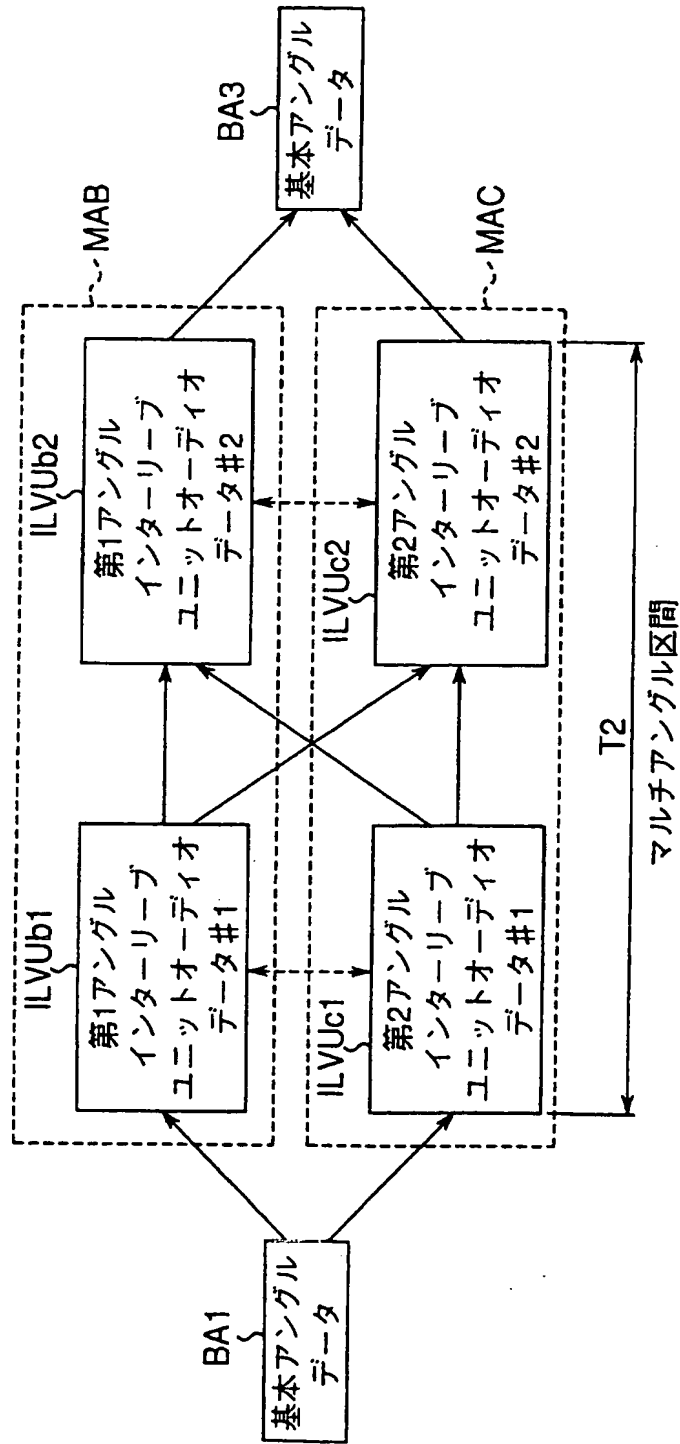 BA1
基本アングル
データ
MAB
ILVUb1
第1アングル
インターリーブ
ユニットオーディオ
データ#1
ILVUb2
第1アングル
インターリーブ
ユニットオーディオ
データ#2
ILVUc1
第2アングル
インターリーブ
ユニットオーディオ
データ#1
ILVUc2
第2アングル
インターリーブ
ユニットオーディオ
データ#2
MAC
BA3
基本アングル
データ
T2
マルチアングル区間